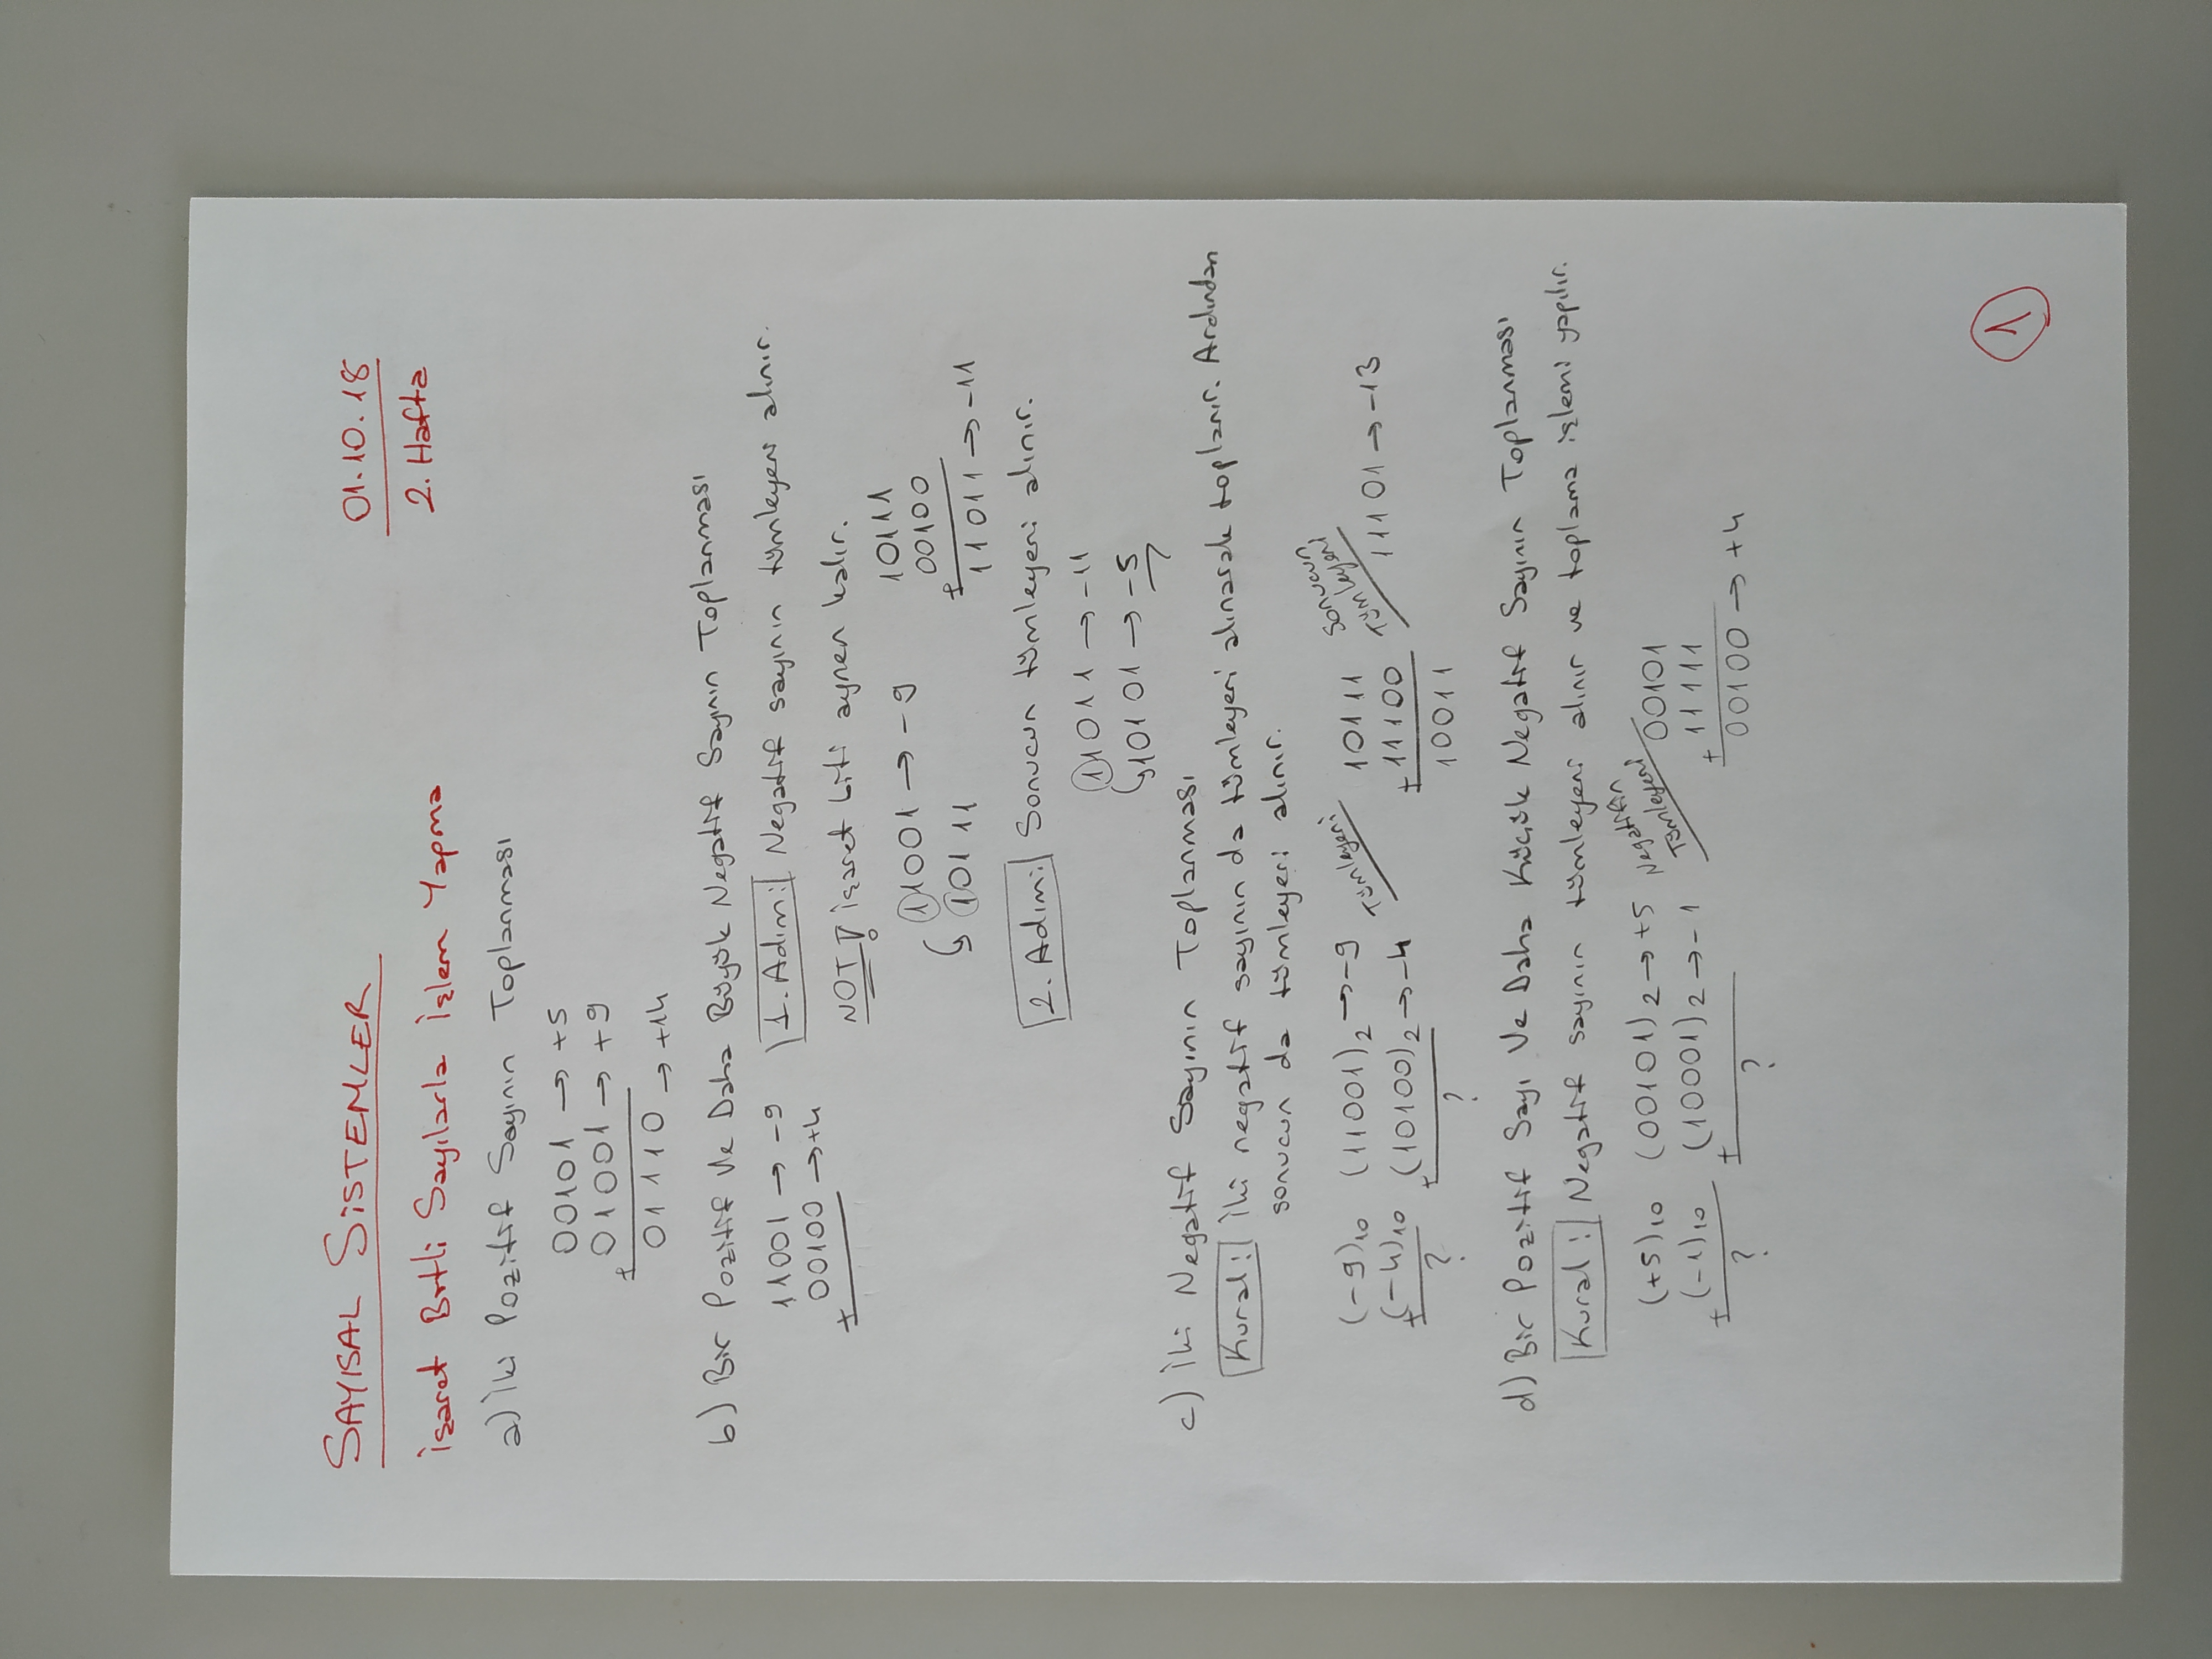 SAYISAL SİSTEMLER
01.10.18
2. Hafta
İşaret Bitli Sayılarla İşlem Yapma
a) İki Pozitif Sayının Toplanması
00101 → +5
+ 01001 → +9
01110 → +14
b) Bir Pozitif Ve Daha Büyük Negatif Sayının Toplanması
11001 → -9
+ 00100 → +4
1. Adım: Negatif sayının tümleyeni alınır.
NOT! İşaret biti aynen kalır.
11001 → -9
10111
10111
+ 00100
11011 → -11
2. Adım: Sonucun tümleyeni alınır.
11011 → -11
10101 → -5
c) İki Negatif Sayının Toplanması
Kural: İki negatif sayının da tümleyeni alınarak toplanır. Ardından
sonucun da tümleyeni alınır.
(-9)10 (11001)2 → -9 Tümleyeni 10111 Sonucun Tümleyeni
+ (-4)10 + (10100)2 → -4 + 11100 11101 → -13
? ? 10011
d) Bir Pozitif Sayı Ve Daha Küçük Negatif Sayının Toplanması
Kural: Negatif sayının tümleyeni alınır ve toplama işlemi yapılır.
(+5)10 (00101)2 → +5 Negatifin Tümleyeni 00101
+ (-1)10 + (10001)2 → -1 + 11111
? ? 00100 → +4
1